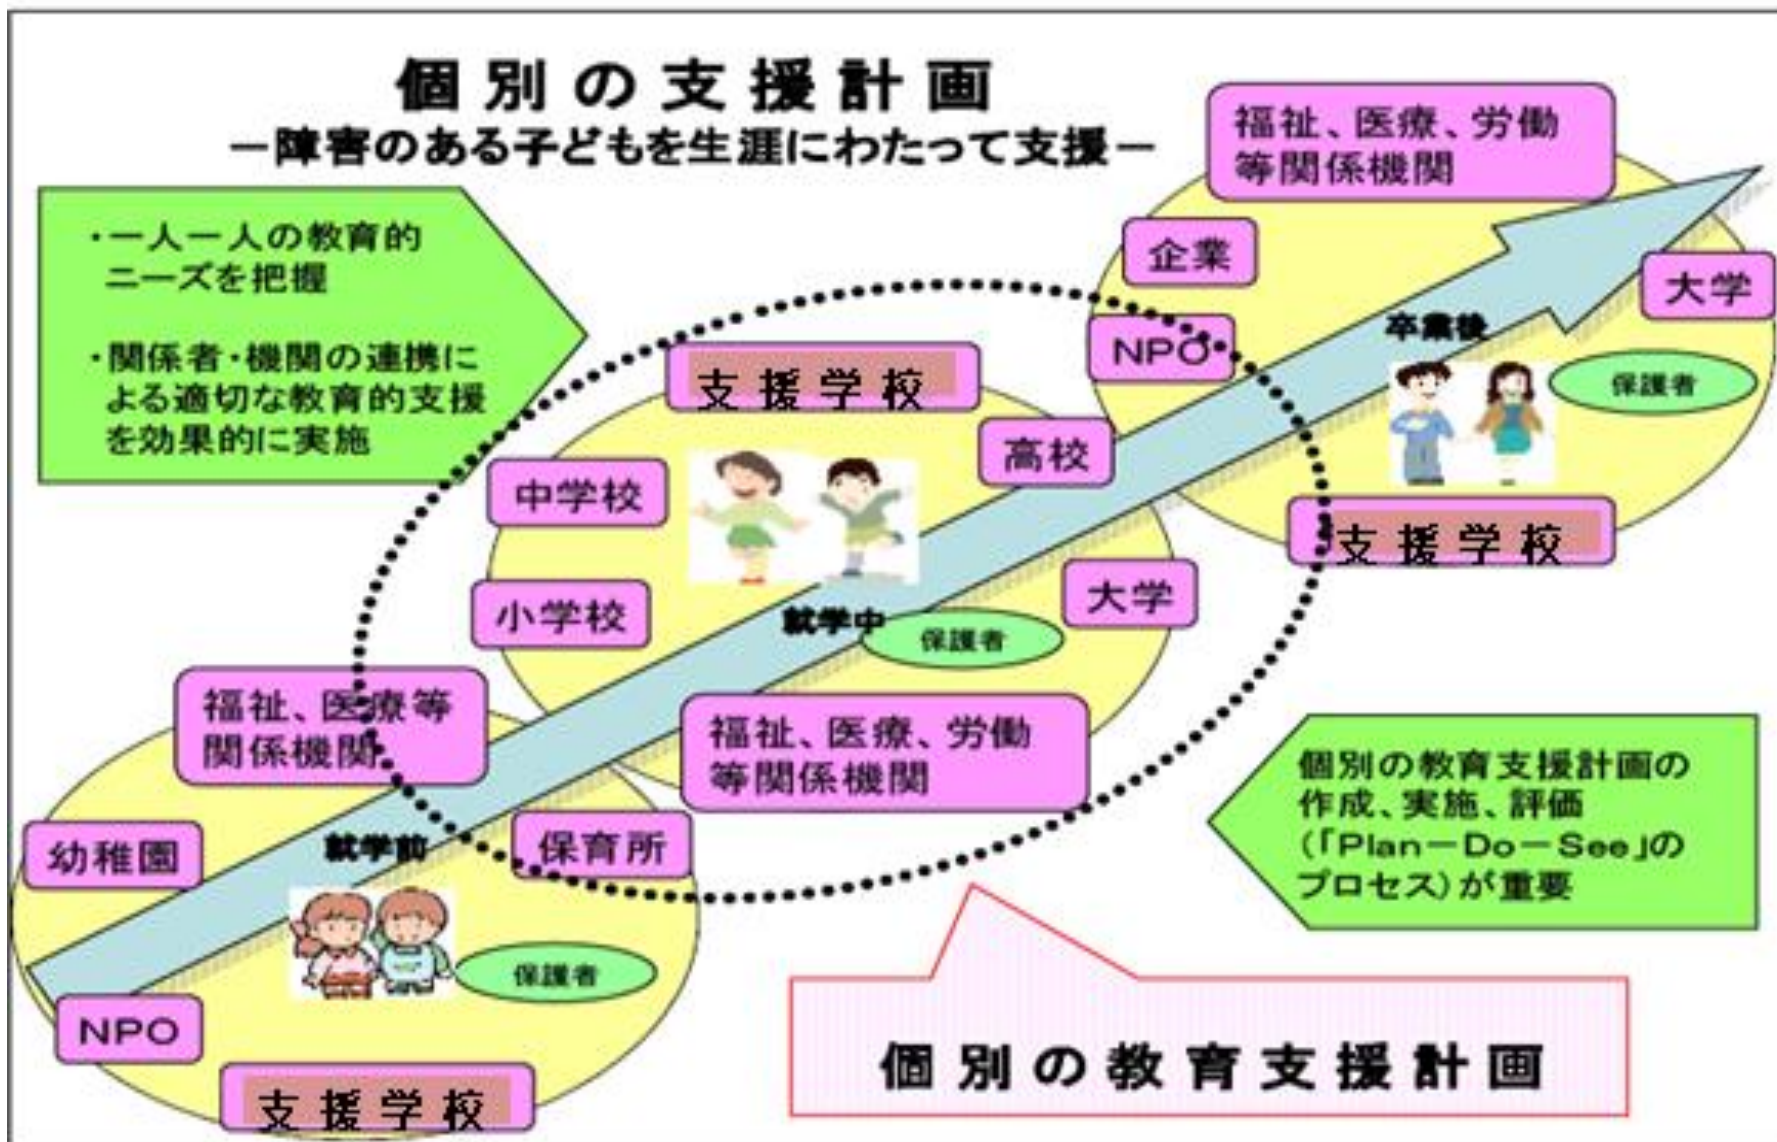 個別の支援計画
－障害のある子どもを生涯にわたって支援－
・一人一人の教育的
ニーズを把握
・関係者・機関の連携に
よる適切な教育的支援
を効果的に実施
福祉、医療、労働
等関係機関
企業
大学
NPO
卒業後
保護者
支援学校
支援学校
高校
中学校
小学校
大学
就学中
保護者
福祉、医療、労働
等関係機関
福祉、医療等
関係機関
幼稚園
就学前
保育所
保護者
NPO
支援学校
個別の教育支援計画の
作成、実施、評価
（「Plan－Do－See」の
プロセス）が重要
個別の教育支援計画